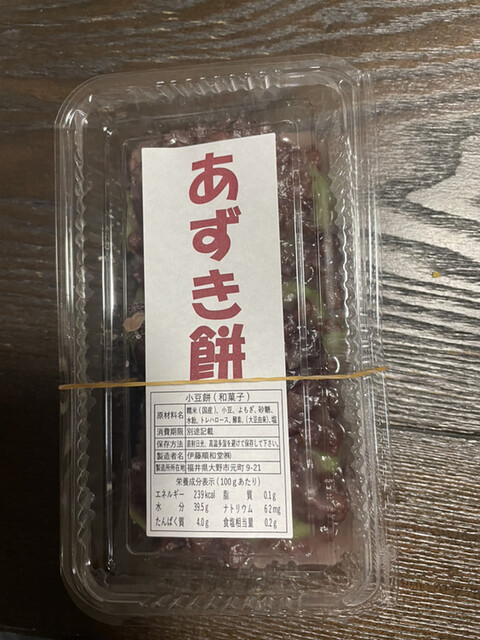 あずき餅
小豆餅(和菓子)
原材料名 精米(国産)、小豆、よもぎ、砂糖、
水飴、トレハロース、酵素、(大豆由来)、塩
消費期限 別途記載
保存方法 直射日光、高温多湿を避けて保存して下さい。
製造者名 伊藤順和堂㈱
製造所所在地 福井県大野市元町9-21
栄養成分表示(100gあたり)
エネルギー 239kcal 脂質 0.1g
水分 39.5g ナトリウム 62mg
たんぱく質 4.0g 食塩相当量 0.2g